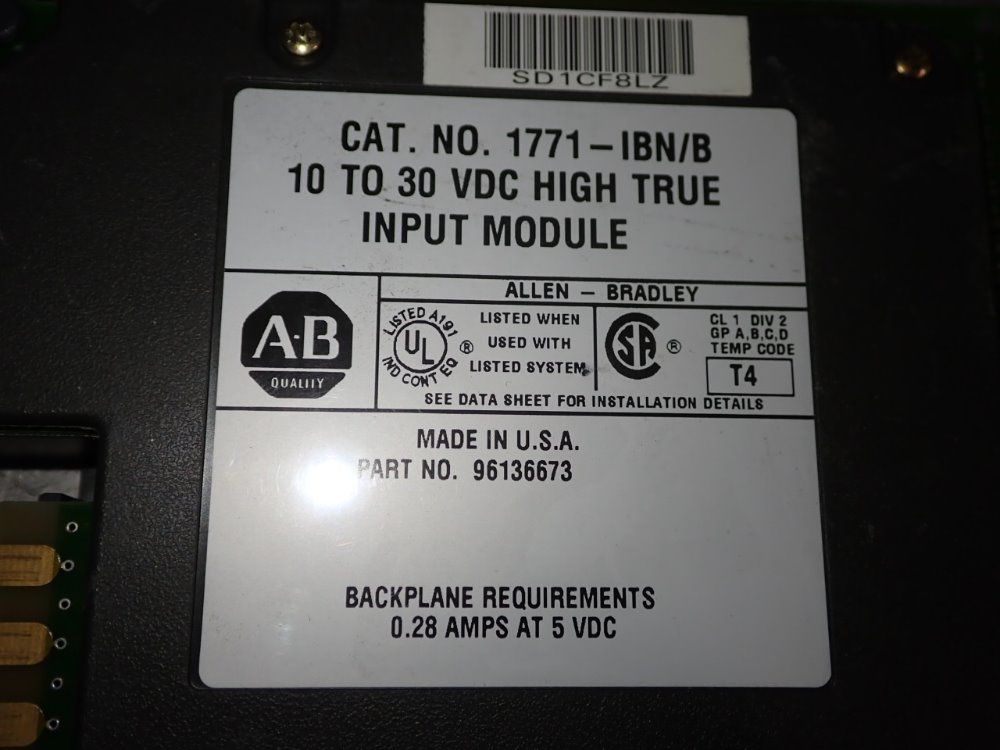 SD1CF8LZ
CAT. NO. 1771-IBN/B
10 TO 30 VDC HIGH TRUE
INPUT MODULE
ALLEN - BRADLEY
A·B
QUALITY
LISTED A191
UL
IND CONT EQ
®
LISTED WHEN
USED WITH
LISTED SYSTEM
SA
®
CL 1 DIV 2
GP A,B,C,D
TEMP CODE
T4
SEE DATA SHEET FOR INSTALLATION DETAILS
MADE IN U.S.A.
PART NO. 96136673
BACKPLANE REQUIREMENTS
0.28 AMPS AT 5 VDC